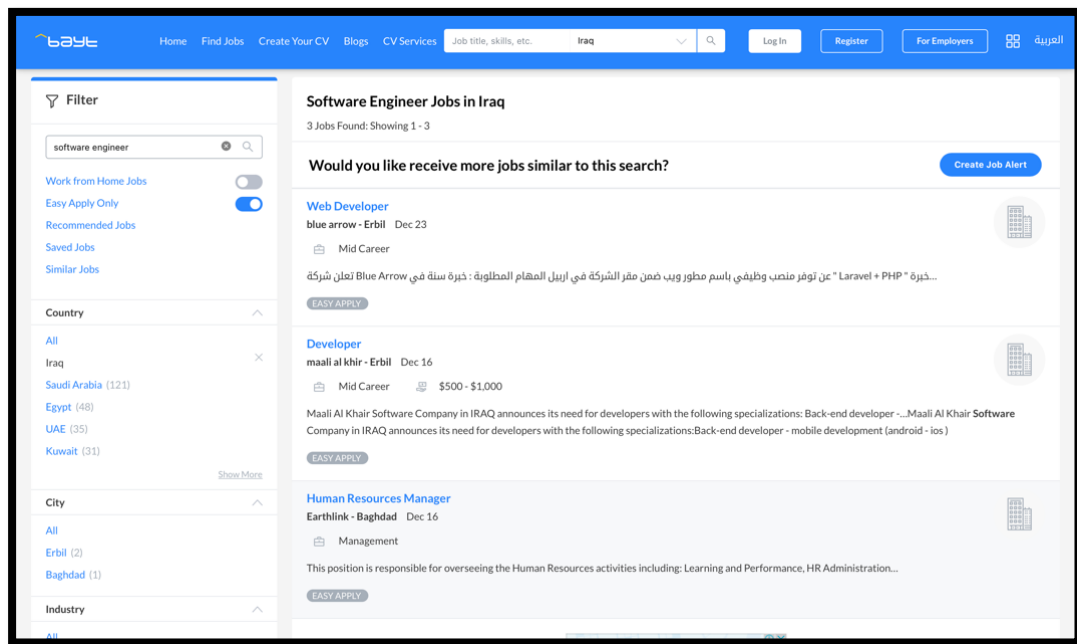 bayt
Home Find Jobs Create Your CV Blogs CV Services Job title, skills, etc. Iraq Log In Register For Employers العربية
Filter
software engineer
Work from Home Jobs
Easy Apply Only
Recommended Jobs
Saved Jobs
Similar Jobs
Country
All
Iraq
Saudi Arabia (121)
Egypt (48)
UAE (35)
Kuwait (31)
Show More
City
All
Erbil (2)
Baghdad (1)
Industry
All
Software Engineer Jobs in Iraq
3 Jobs Found: Showing 1 - 3
Would you like receive more jobs similar to this search? Create Job Alert
Web Developer
blue arrow - Erbil Dec 23
Mid Career
تعلن شركة Blue Arrow عن توفر منصب وظيفي باسم مطور ويب ضمن مقر الشركة في اربيل المهام المطلوبة : خبرة سنة في " Laravel + PHP " خبرة...
EASY APPLY
Developer
maali al khir - Erbil Dec 16
Mid Career $500 - $1,000
Maali Al Khair Software Company in IRAQ announces its need for developers with the following specializations: Back-end developer -...Maali Al Khair Software
Company in IRAQ announces its need for developers with the following specializations:Back-end developer - mobile development (android - ios )
EASY APPLY
Human Resources Manager
Earthlink - Baghdad Dec 16
Management
This position is responsible for overseeing the Human Resources activities including: Learning and Performance, HR Administration...
EASY APPLY